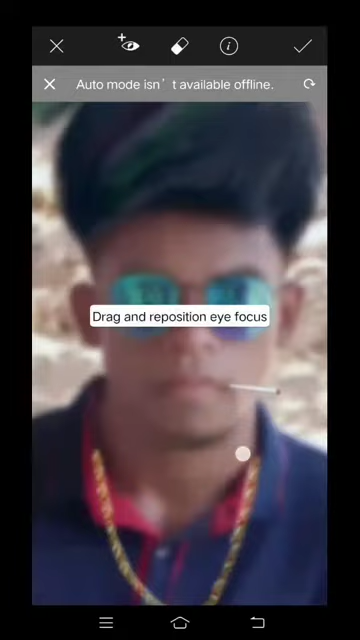 Auto mode isn't available offline.
Drag and reposition eye focus